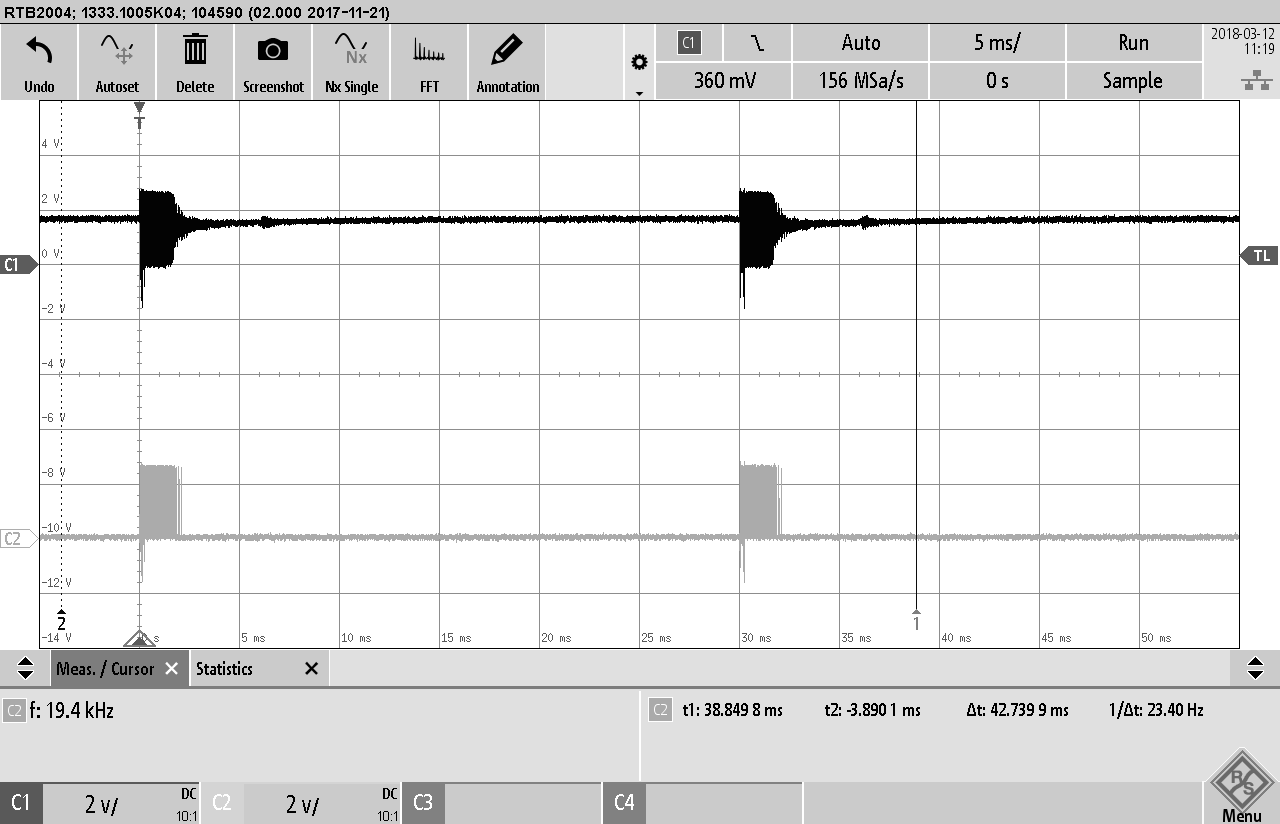 RTB2004; 1333.1005K04; 104590 (02.000 2017-11-21)
Undo Autoset Delete Screenshot Nx Single FFT Annotation
Nx
C1 Auto 5 ms/ Run
360 mV 156 MSa/s 0 s Sample
2018-03-12
11:19
T
4 V
2 V
C1 0 V TL
-2 V
-4 V
-6 V
-8 V
C2 -10 V
-12 V
2 1
-14 V s 5 ms 10 ms 15 ms 20 ms 25 ms 30 ms 35 ms 40 ms 45 ms 50 ms
Meas. / Cursor Statistics
C2 f: 19.4 kHz
C2 t1: 38.849 8 ms t2: -3.890 1 ms Δt: 42.739 9 ms 1/Δt: 23.40 Hz
C1 2 V/ DC 10:1 C2 2 V/ DC 10:1 C3 C4
R S
Menu